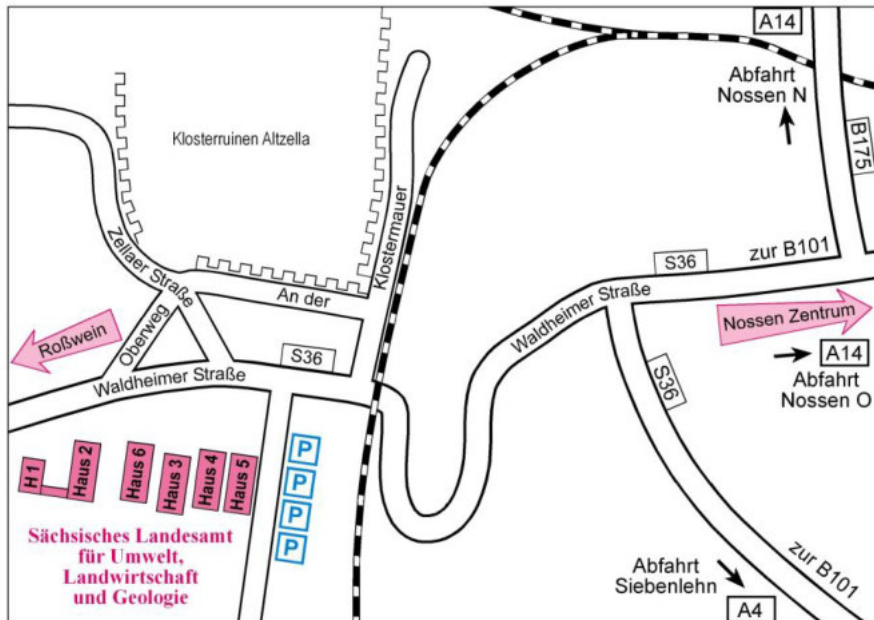 A14
Abfahrt
Nossen N
B175
Klosterruinen Altzella
Klostermauer
Zellaer Straße
An der
zur B101
S36
Waldheimer Straße
Nossen Zentrum
Roßwein
Oberweg
S36
Waldheimer Straße
A14
Abfahrt
Nossen O
S36
H 1
Haus 2
Haus 6
Haus 3
Haus 4
Haus 5
P
P
P
P
Sächsisches Landesamt
für Umwelt,
Landwirtschaft
und Geologie
Abfahrt
Siebenlehn
zur B101
A4